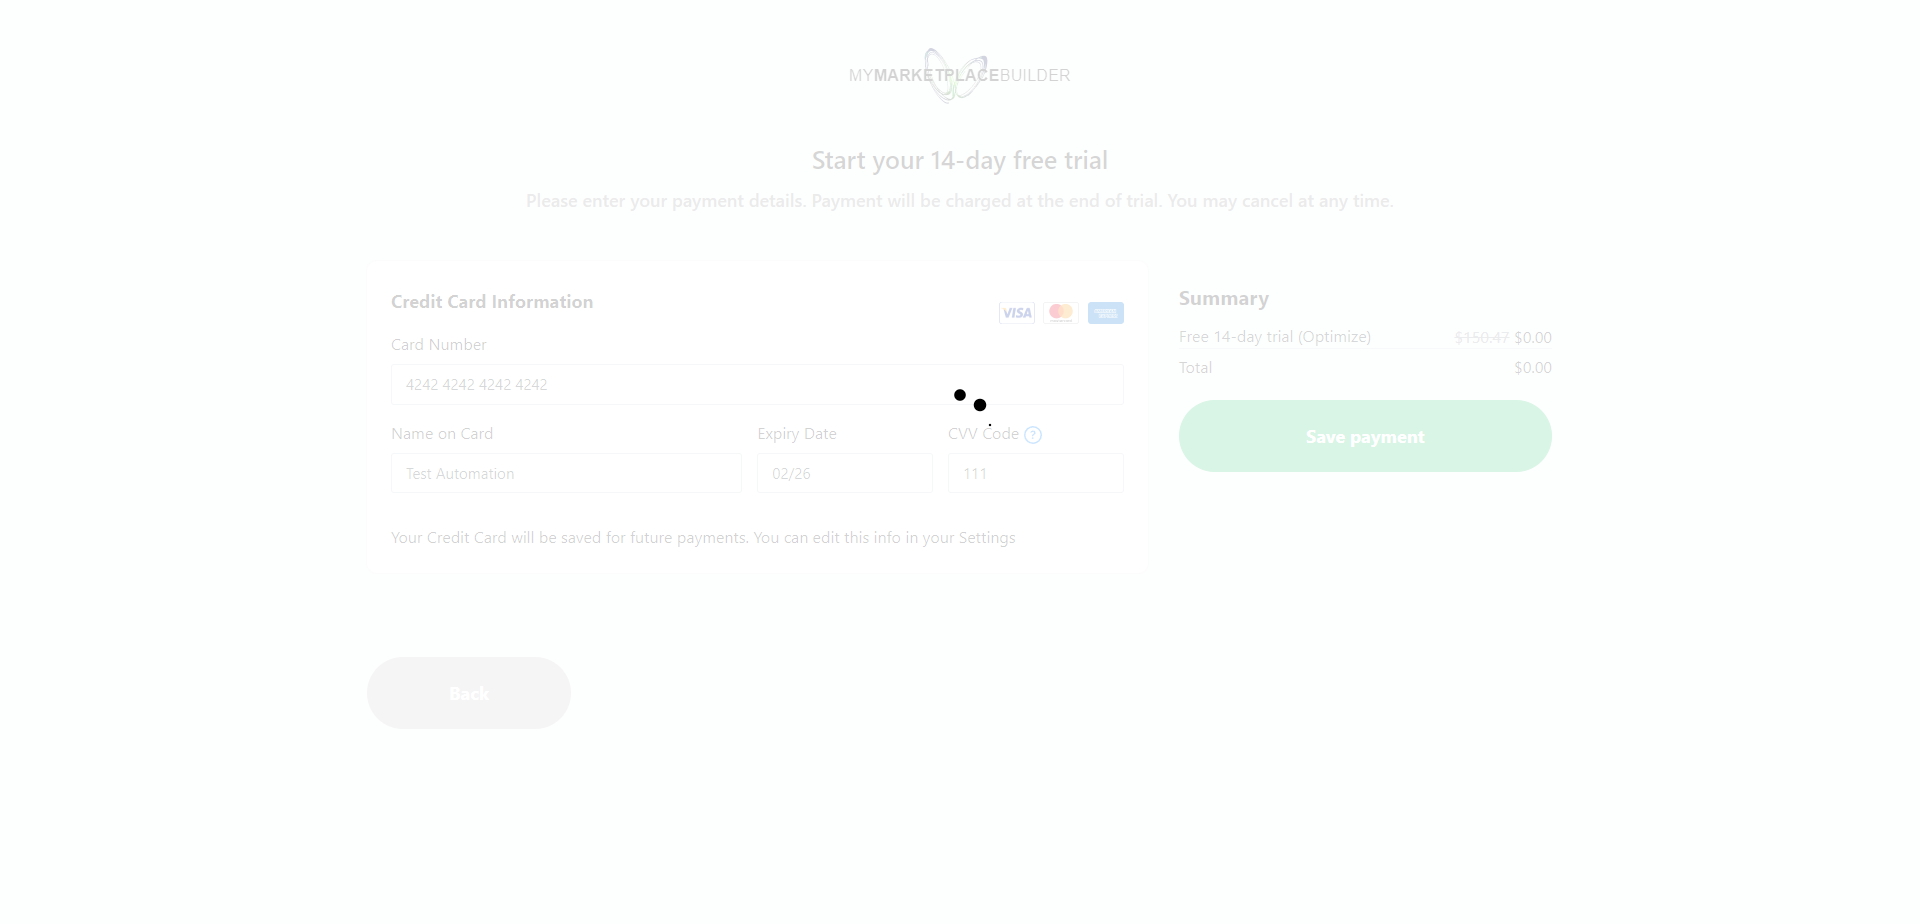 MYMARKETPLACEBUILDER
Start your 14-day free trial
Please enter your payment details. Payment will be charged at the end of trial. You may cancel at any time.
Credit Card Information
VISA
Card Number
4242 4242 4242 4242
Name on Card
Expiry Date
CVV Code ?
Test Automation
02/26
111
Your Credit Card will be saved for future payments. You can edit this info in your Settings
Summary
Free 14-day trial (Optimize) $150.47 $0.00
Total $0.00
Save payment
Back